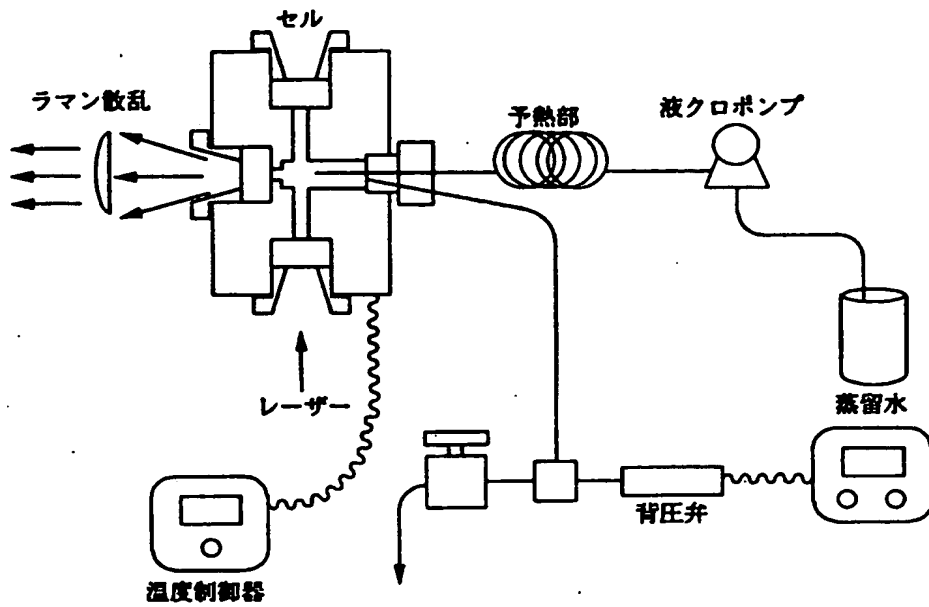 セル
ラマン散乱
予熱部
液クロポンプ
レーザー
蒸留水
背圧弁
温度制御器